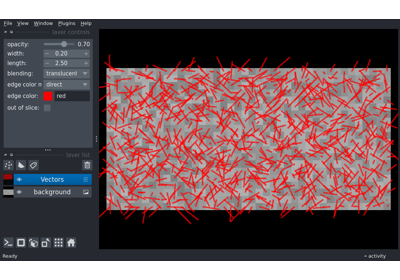 File View Window Plugins Help
layer controls
opacity: 0.70
width: 0.20
length: 2.50
blending: translucent
edge color m direct
edge color: red
out of slice:
layer list
Vectors
background
Ready
activity